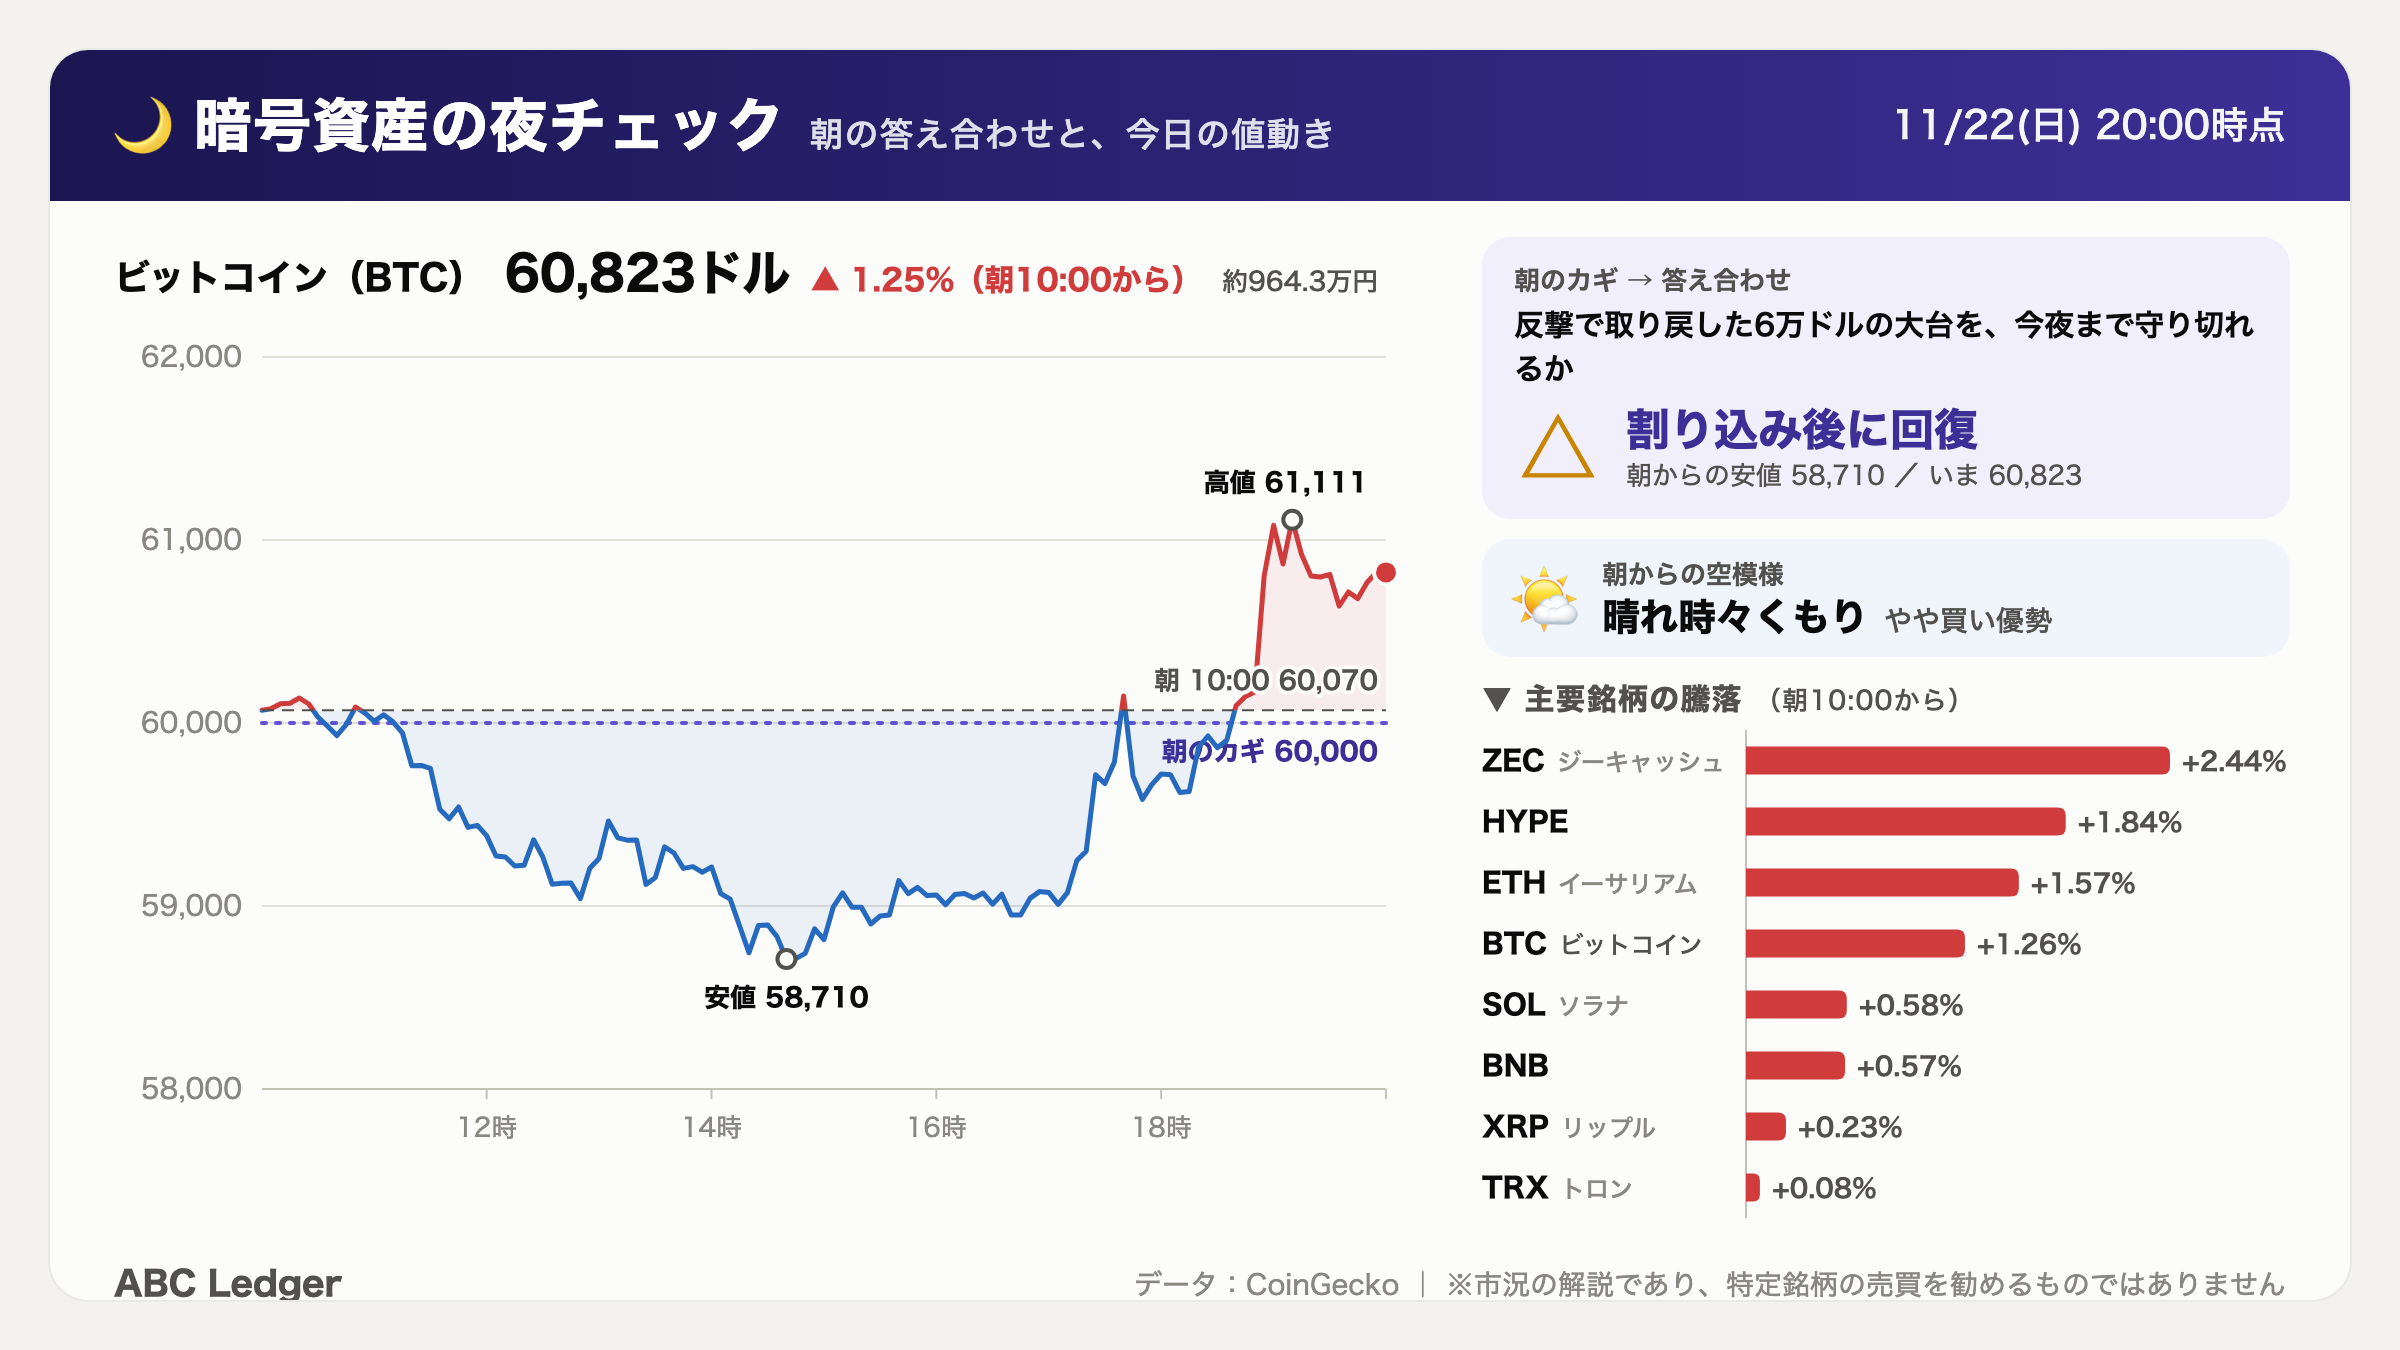 🌙 暗号資産の夜チェック 朝の答え合わせと、今日の値動き
11/22(日) 20:00時点
ビットコイン（BTC） 60,823ドル ▲ 1.25%（朝10:00から） 約964.3万円
62,000
61,000
60,000
59,000
58,000
高値 61,111
朝 10:00 60,070
朝のカギ 60,000
安値 58,710
12時 14時 16時 18時
朝のカギ → 答え合わせ
反撃で取り戻した6万ドルの大台を、今夜まで守り切れ
るか
△ 割り込み後に回復
朝からの安値 58,710 ／ いま 60,823
朝からの空模様
晴れ時々くもり やや買い優勢
▼ 主要銘柄の騰落 （朝10:00から）
ZEC ジーキャッシュ +2.44%
HYPE +1.84%
ETH イーサリアム +1.57%
BTC ビットコイン +1.26%
SOL ソラナ +0.58%
BNB +0.57%
XRP リップル +0.23%
TRX トロン +0.08%
ABC Ledger
データ：CoinGecko ｜ ※市況の解説であり、特定銘柄の売買を勧めるものではありません